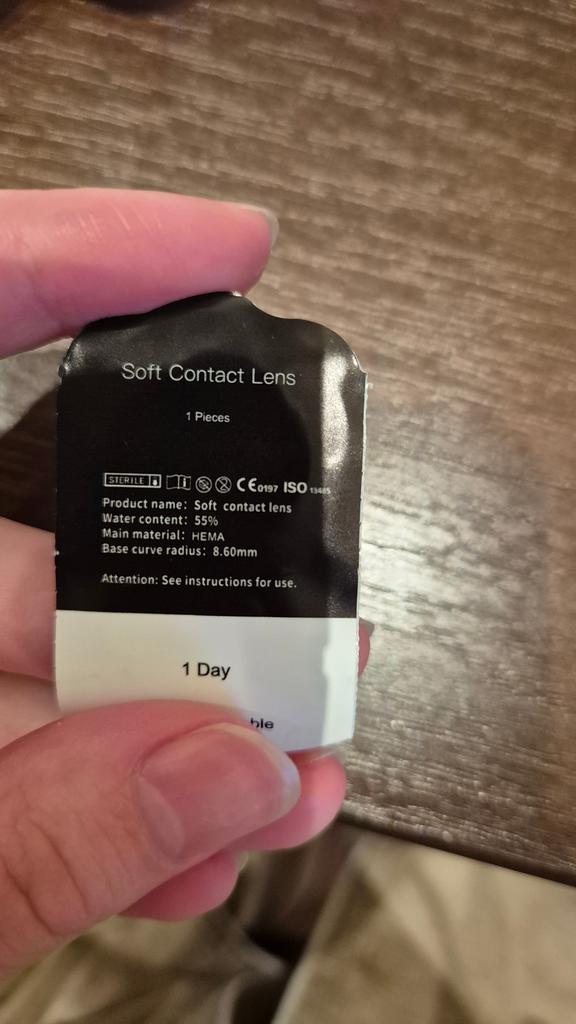 Soft Contact Lens
1 Pieces
STERILE CE0197 ISO 13485
Product name: Soft contact lens
Water content: 55%
Main material: HEMA
Base curve radius: 8.60mm
Attention: See instructions for use.
1 Day